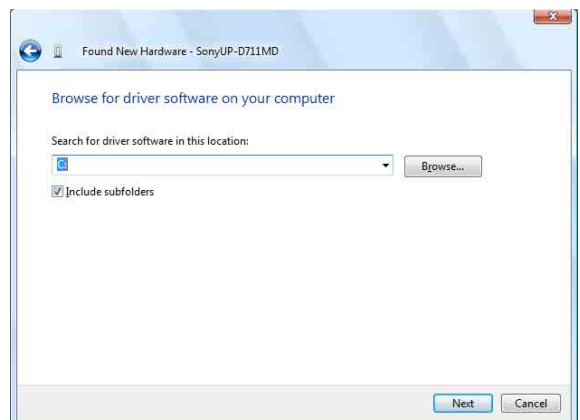 Found New Hardware - SonyUP-D711MD
Browse for driver software on your computer
Search for driver software in this location:
C:
Browse...
Include subfolders
Next Cancel